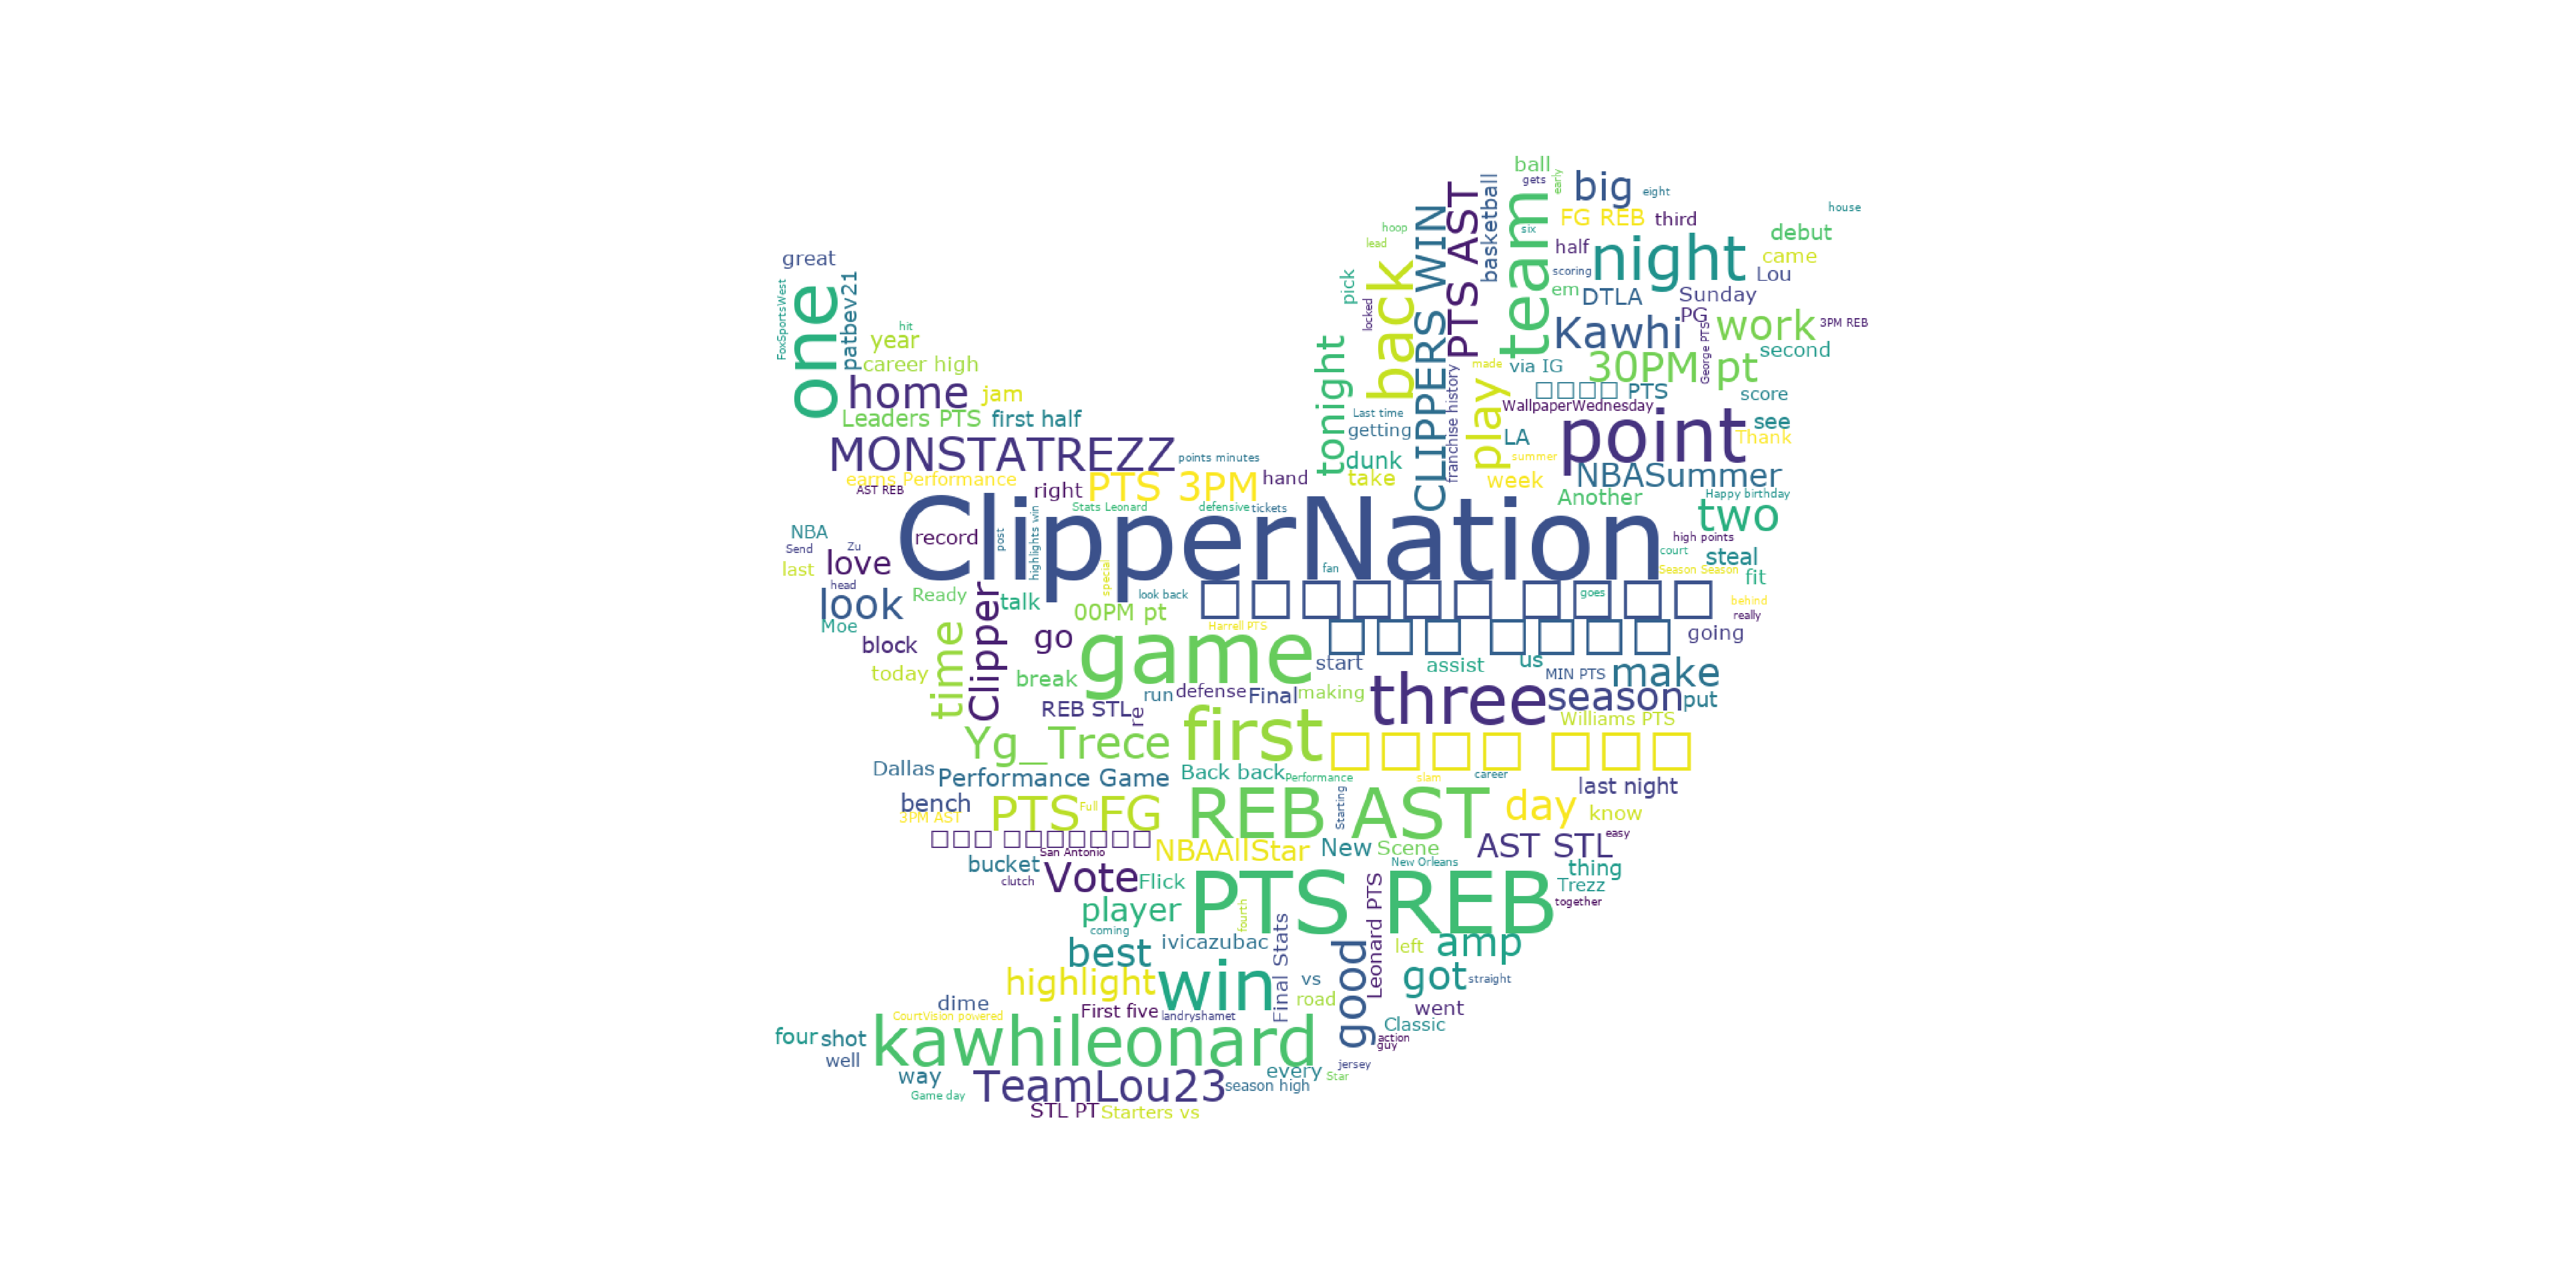 ball
gets
early
big
eight
house
FG REB
third
six
team
basketball
PTS AST
CLIPPERS WIN
hoop
lead
back
debut
half
night
came
scoring
Lou
em
DTLA
Sunday
PG
great
one
FoxSportsWest
patbev21
hit
year
career high
pick
locked
Kawhi
work
3PM REB
George PTS
second
tonight
made
via IG
30PM pt
home
jam
PTS
score
franchise history
play
WallpaperWednesday
Leaders PTS
first half
Last time
getting
LA
point
see
Thank
MONSTATREZZ
points minutes
dunk
summer
earns Performance
AST REB
right
PTS 3PM
hand
take
week
NBASummer
Another
Happy birthday
Stats Leonard
defensive
tickets
two
NBA
record
post
highlights win
ClipperNation
high points
Send
Zu
love
court
steal
last
head
special
fan
Season Season
fit
look
Ready
talk
look back
goes
behind
Clipper
00PM pt
really
Moe
Harrell PTS
going
block
time
go
game
start
assist
us
make
today
break
MIN PTS
run
defense
Final
making
three
season
put
REB STL
re
Williams PTS
Yg_Trece
first
Dallas
Performance Game
Back back
Performance
slam
career
last night
bench
PTS FG
Full
REB AST
Starting
day
know
3PM AST
easy
San Antonio
NBAAllStar
New
Scene
AST STL
bucket
New Orleans
thing
clutch
Vote
Flick
PTS REB
Leonard PTS
Trezz
player
fourth
together
coming
best
ivicazubac
Final Stats
good
left
amp
highlight
win
vs
got
straight
road
dime
First five
went
CourtVision powered
landryshamet
Classic
four
shot
kawhileonard
action
guy
well
every
jersey
way
TeamLou23
season high
Star
Game day
STL PT
Starters vs